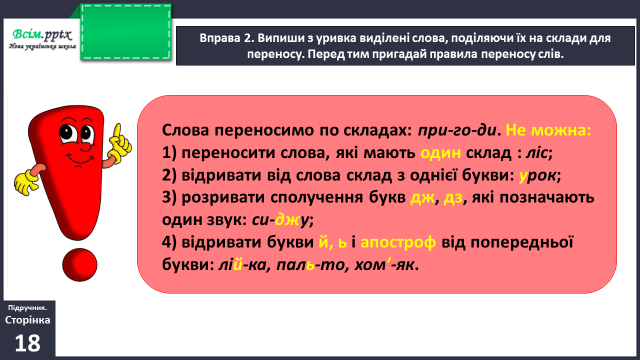 Всім.pptx
Нова українська школа
Вправа 2. Випиши з уривка виділені слова, поділяючи їх на склади для
переносу. Перед тим пригадай правила переносу слів.
Слова переносимо по складах: при-го-ди. Не можна:
1) переносити слова, які мають один склад : ліс;
2) відривати від слова склад з однієї букви: урок;
3) розривати сполучення букв дж, дз, які позначають
один звук: си-джу;
4) відривати букви й, ь і апостроф від попередньої
букви: лій-ка, паль-то, хом’-як.
Підручник.
Сторінка
18